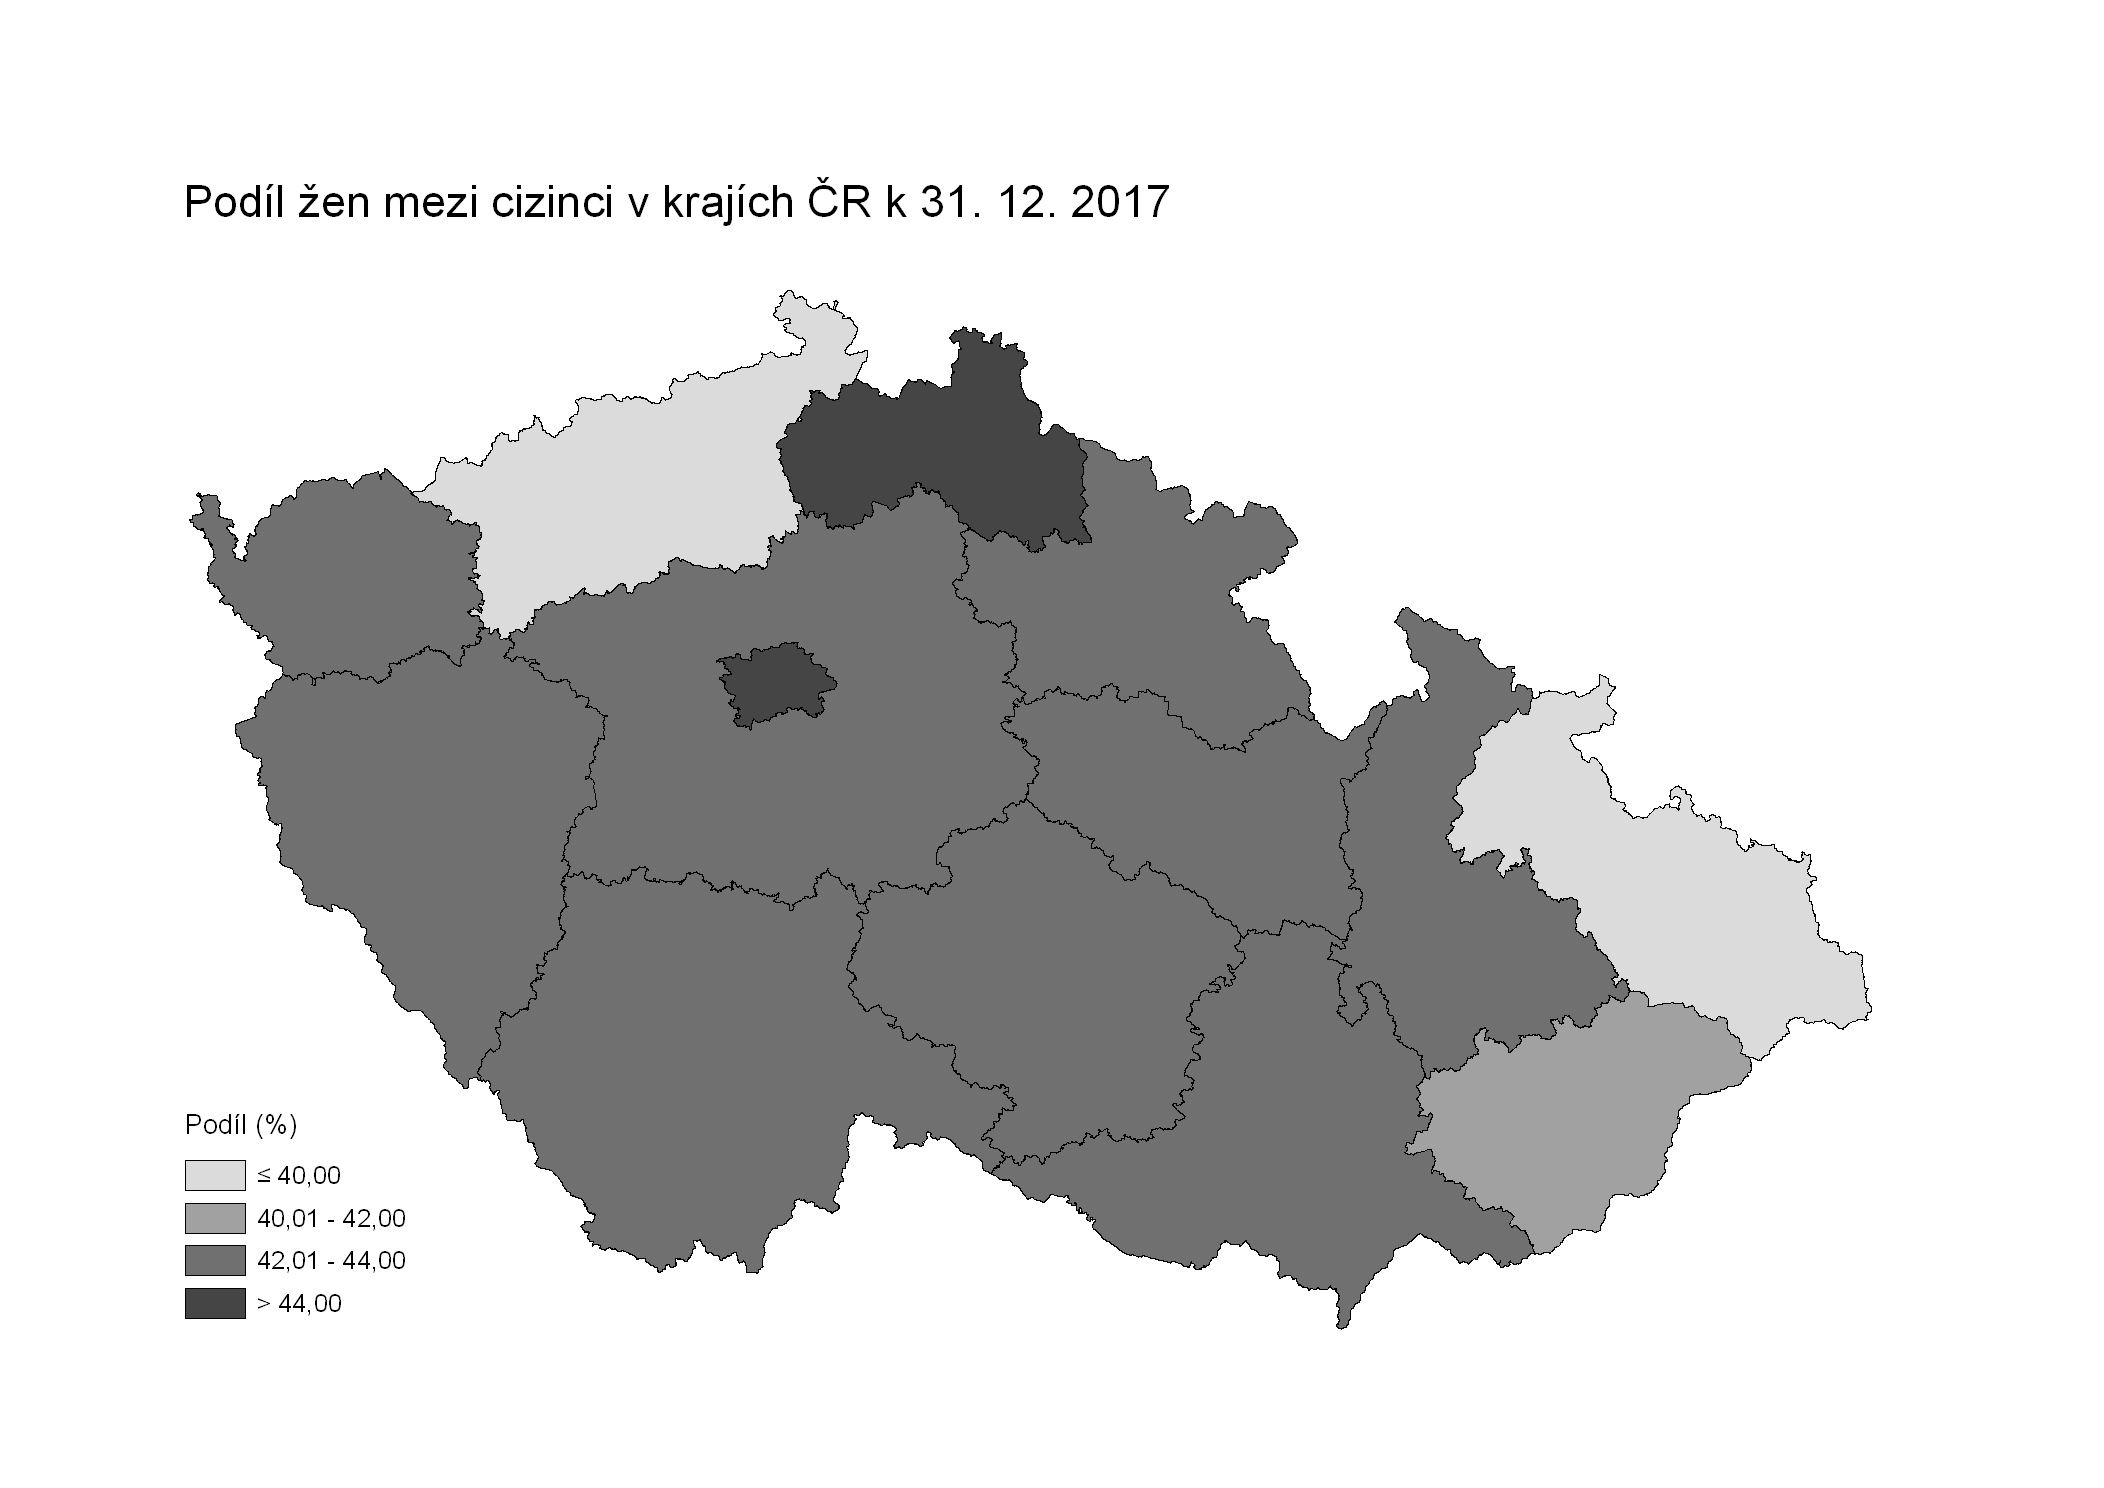 Podíl žen mezi cizinci v krajích ČR k 31. 12. 2017
Podíl (%)
≤ 40,00
40,01 - 42,00
42,01 - 44,00
> 44,00